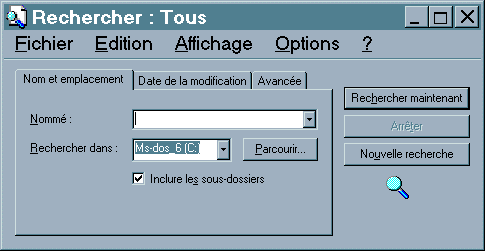 Rechercher : Tous
Fichier Edition Affichage Options ?
Nom et emplacement Date de la modification Avancée
Nommé :
Rechercher dans : Ms-dos_6 (C:) Parcourir...
Inclure les sous-dossiers
Rechercher maintenant
Arrêter
Nouvelle recherche